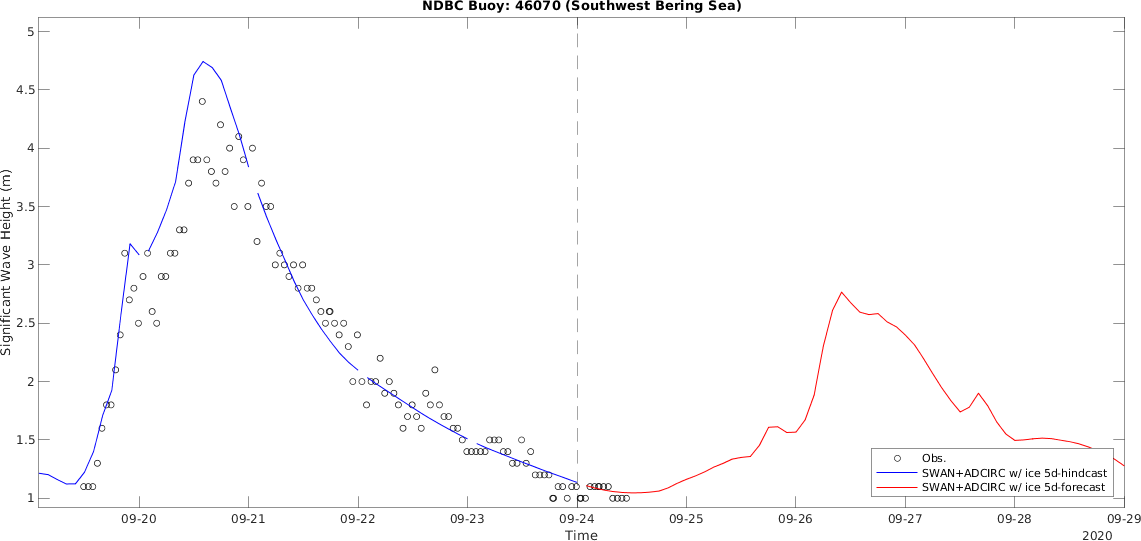 NDBC Buoy: 46070 (Southwest Bering Sea)
Significant Wave Height (m)
5
4.5
4
3.5
3
2.5
2
1.5
1
Obs.
SWAN+ADCIRC w/ ice 5d-hindcast
SWAN+ADCIRC w/ ice 5d-forecast
09-20 09-21 09-22 09-23 09-24 09-25 09-26 09-27 09-28 09-29
Time
2020